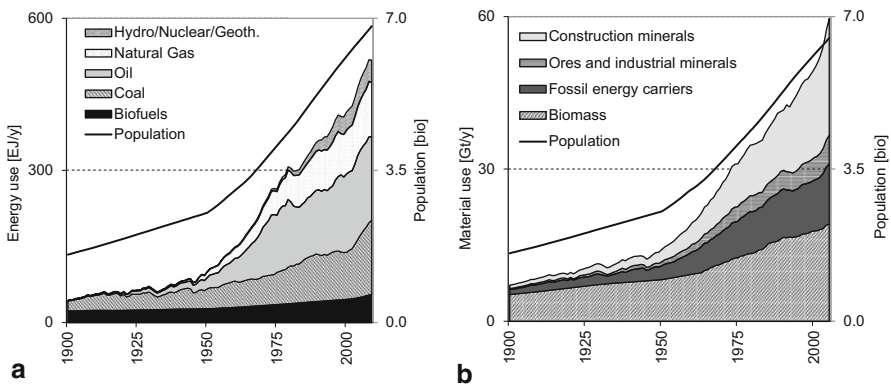 600
7.0
Hydro/Nuclear/Geoth.
Natural Gas
Oil
Coal
Biofuels
Population
300
3.5
0
0.0
Energy use [EJ/y]
Population [bio]
1900
1925
1950
1975
2000
a
60
7.0
Construction minerals
Ores and industrial minerals
Fossil energy carriers
Biomass
Population
30
3.5
0
0.0
Material use [Gt/y]
Population [bio]
1900
1925
1950
1975
2000
b